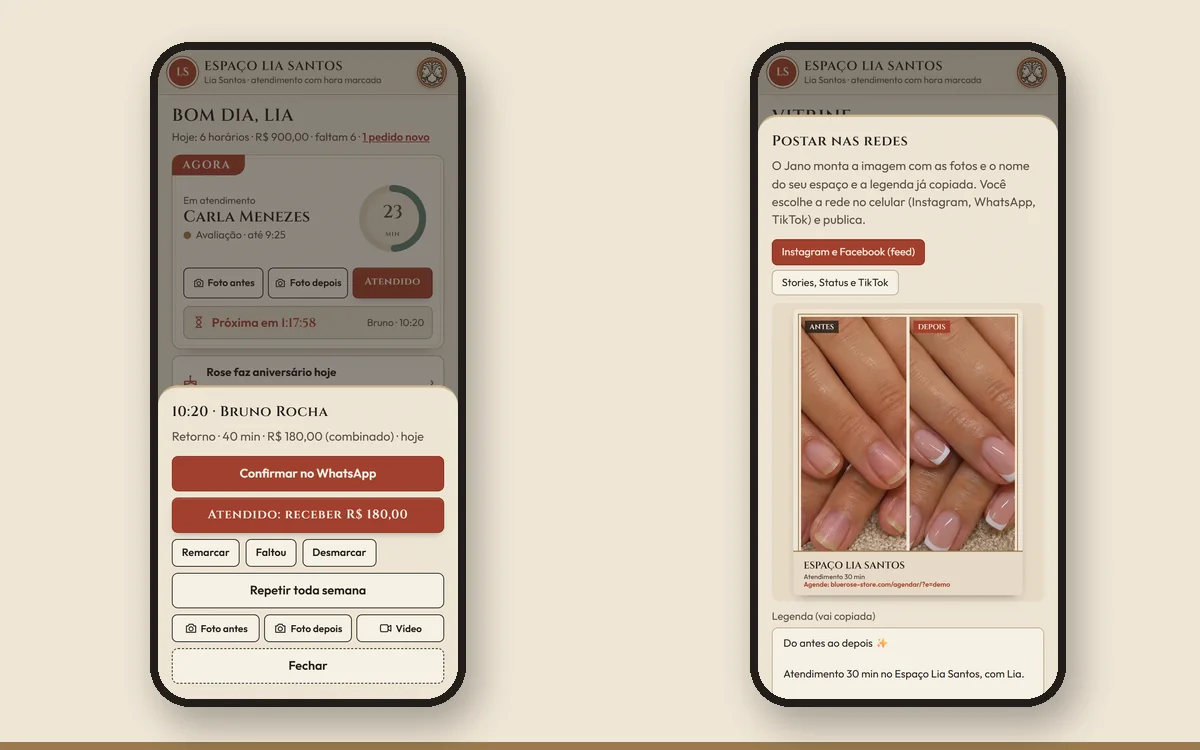 LS
ESPAÇO LIA SANTOS
Lia Santos · atendimento com hora marcada
BOM DIA, LIA
Hoje: 6 horários · R$ 900,00 · faltam 6 · 1 pedido novo
AGORA
Em atendimento
CARLA MENEZES
Avaliação · até 9:25
23
MIN
Foto antes
Foto depois
ATENDIDO
Próxima em 1:17:58
Bruno · 10:20
Rose faz aniversário hoje
10:20 · BRUNO ROCHA
Retorno · 40 min · R$ 180,00 (combinado) · hoje
Confirmar no WhatsApp
ATENDIDO: RECEBER R$ 180,00
Remarcar
Faltou
Desmarcar
Repetir toda semana
Foto antes
Foto depois
Vídeo
Fechar
LS
ESPAÇO LIA SANTOS
Lia Santos · atendimento com hora marcada
VITRINE
POSTAR NAS REDES
O Jano monta a imagem com as fotos e o nome
do seu espaço e a legenda já copiada. Você
escolhe a rede no celular (Instagram, WhatsApp,
TikTok) e publica.
Instagram e Facebook (feed)
Stories, Status e TikTok
ANTES
DEPOIS
ESPAÇO LIA SANTOS
Atendimento 30 min
Agende: bluerose-store.com/agendar/?e=demo
Legenda (vai copiada)
Do antes ao depois ✨
Atendimento 30 min no Espaço Lia Santos, com Lia.